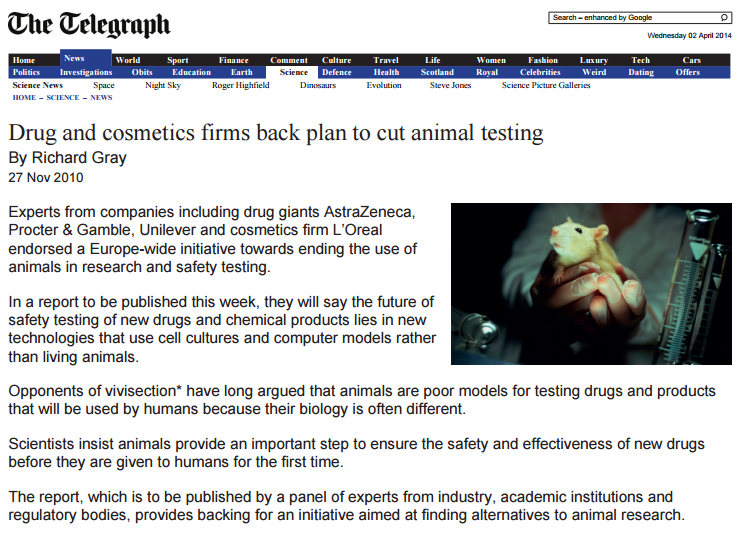 The Telegraph
Search – enhanced by Google
Wednesday 02 April 2014
Home News World Sport Finance Comment Culture Travel Life Women Fashion Luxury Tech Cars
Politics Investigations Obits Education Earth Science Defence Health Scotland Royal Celebrities Weird Dating Offers
Science News Space Night Sky Roger Highfield Dinosaurs Evolution Steve Jones Science Picture Galleries
HOME – SCIENCE – NEWS
Drug and cosmetics firms back plan to cut animal testing
By Richard Gray
27 Nov 2010
Experts from companies including drug giants AstraZeneca,
Procter & Gamble, Unilever and cosmetics firm L’Oreal
endorsed a Europe-wide initiative towards ending the use of
animals in research and safety testing.
In a report to be published this week, they will say the future of
safety testing of new drugs and chemical products lies in new
technologies that use cell cultures and computer models rather
than living animals.
Opponents of vivisection* have long argued that animals are poor models for testing drugs and products
that will be used by humans because their biology is often different.
Scientists insist animals provide an important step to ensure the safety and effectiveness of new drugs
before they are given to humans for the first time.
The report, which is to be published by a panel of experts from industry, academic institutions and
regulatory bodies, provides backing for an initiative aimed at finding alternatives to animal research.